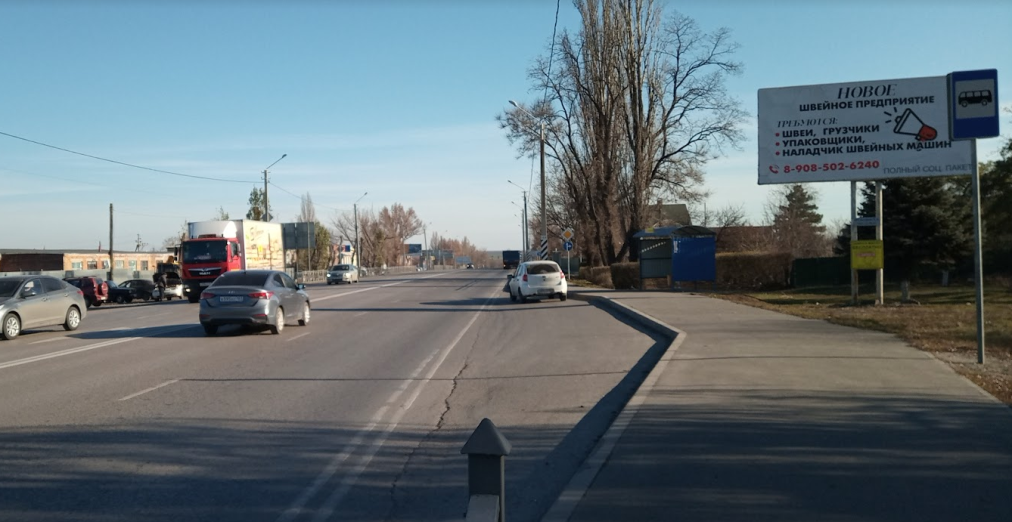 НОВОЕ
ШВЕЙНОЕ ПРЕДПРИЯТИЕ
ТРЕБУЮТСЯ:
• ШВЕИ, ГРУЗЧИКИ
• УПАКОВЩИКИ,
• НАЛАДЧИК ШВЕЙНЫХ МАШИН
8-908-502-6240 ПОЛНЫЙ СОЦ. ПАКЕТ